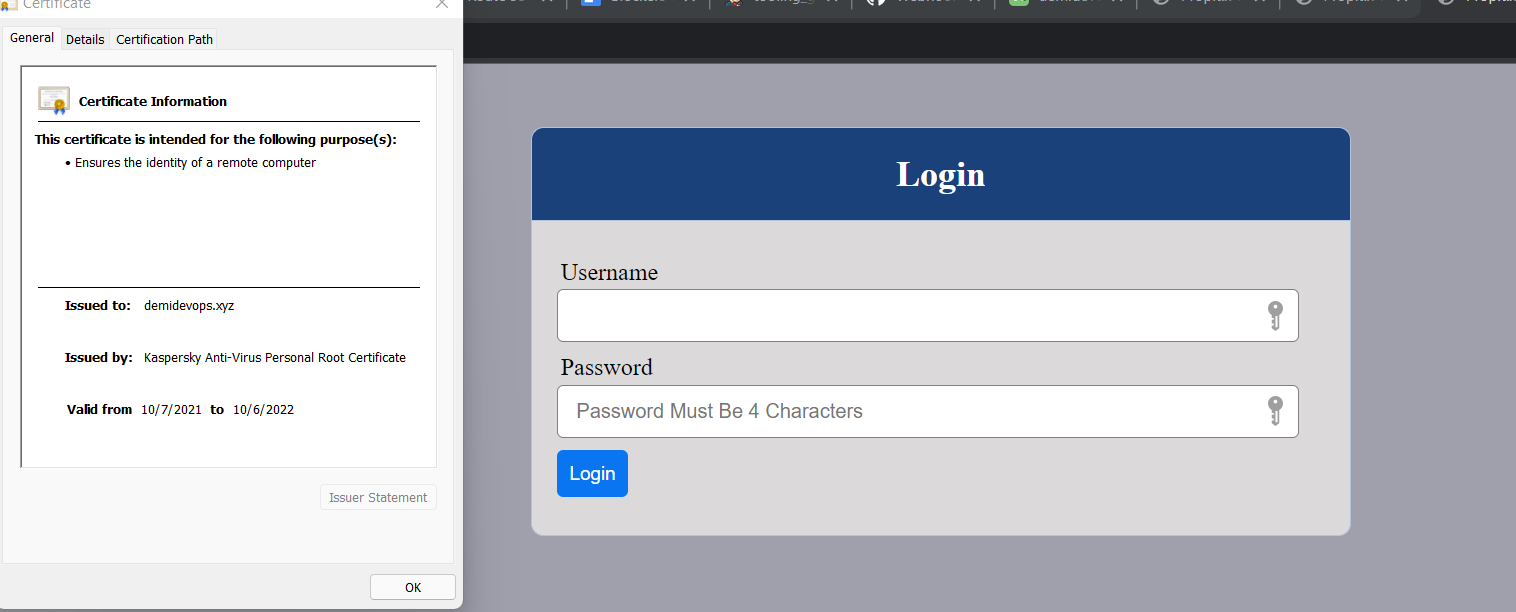 Certificate
General Details Certification Path
Certificate Information
This certificate is intended for the following purpose(s):
• Ensures the identity of a remote computer
Issued to: demidevops.xyz
Issued by: Kaspersky Anti-Virus Personal Root Certificate
Valid from 10/7/2021 to 10/6/2022
Issuer Statement
OK
Login
Username
Password
Password Must Be 4 Characters
Login